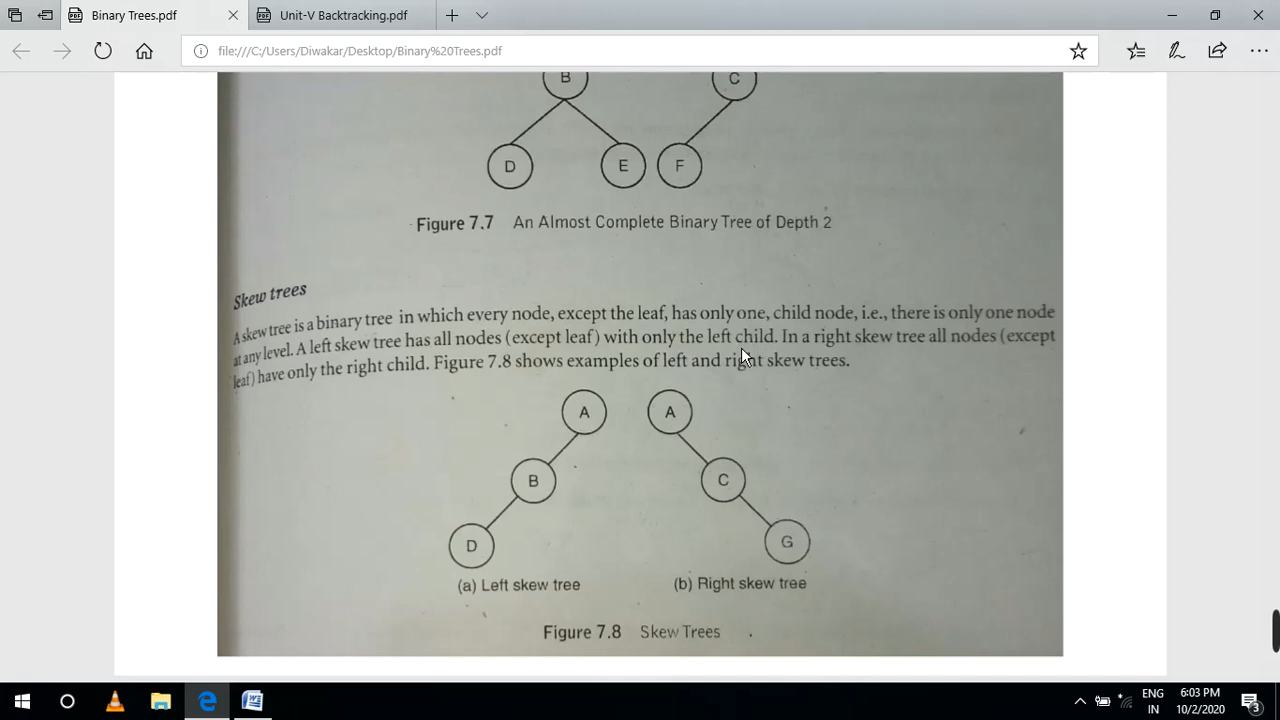 Binary Trees.pdf
Unit-V Backtracking.pdf
file:///C:/Users/Diwakar/Desktop/Binary%20Trees.pdf
B C
D E F
Figure 7.7 An Almost Complete Binary Tree of Depth 2
Skew trees
A skew tree is a binary tree in which every node, except the leaf, has only one, child node, i.e., there is only one node
at any level. A left skew tree has all nodes (except leaf) with only the left child. In a right skew tree all nodes (except
leaf) have only the right child. Figure 7.8 shows examples of left and right skew trees.
A A
B C
D G
(a) Left skew tree (b) Right skew tree
Figure 7.8 Skew Trees
ENG 6:03 PM
IN 10/2/2020 3